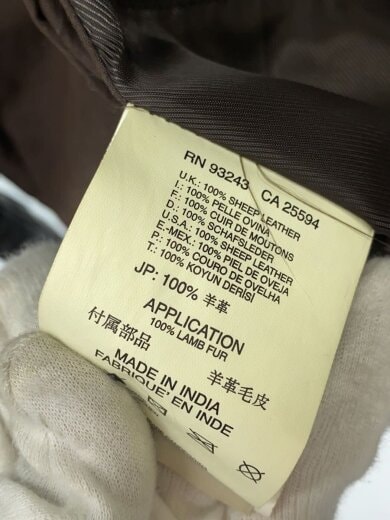 RN 93243 CA 25594
U.K.: 100% SHEEP LEATHER
I.: 100% PELLE OVINA
F.: 100% CUIR DE MOUTONS
D.: 100% SCHAFSLEDER
U.S.A.: 100% SHEEP LEATHER
E-MEX.: 100% PIEL DE OVEJA
P.: 100% COURO DE OVELHA
T.: 100% KOYUN DERİSİ
JP: 100% 羊革
APPLICATION
100% LAMB FUR
付属部品 羊革毛皮
MADE IN INDIA
FABRIQUÉ EN INDE